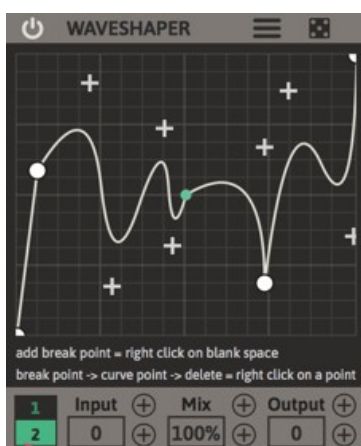 WAVESHAPER
add break point = right click on blank space
break point -> curve point -> delete = right click on a point
1 Input Mix Output
2 0 100% 0